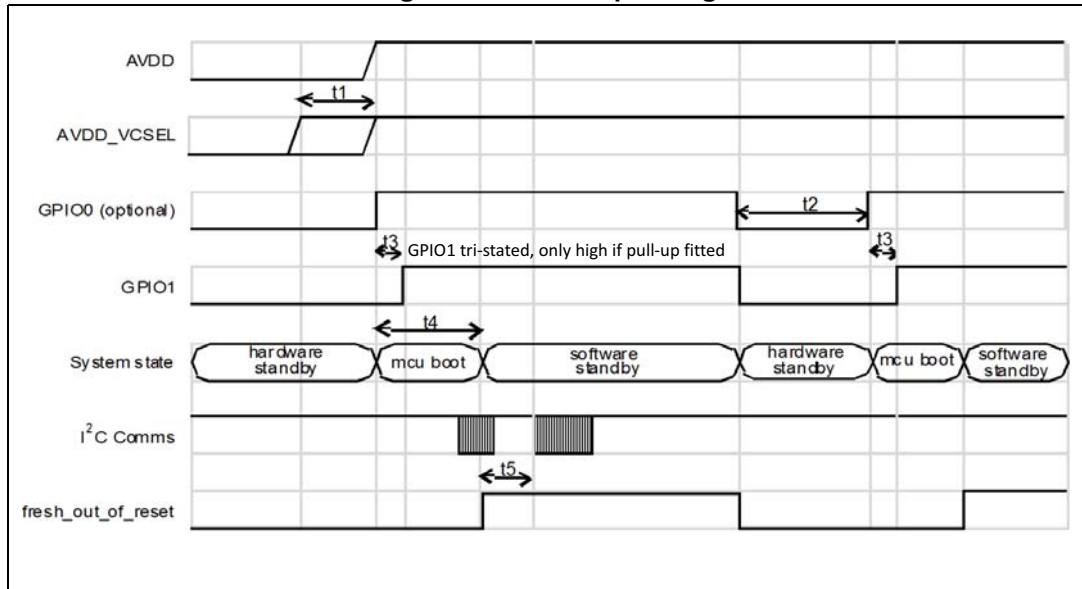 AVDD
t1
AVDD_VCSEL
GPIO0 (optional)
t2
t3 GPIO1 tri-stated, only high if pull-up fitted t3
GPIO1
t4
System state hardware standby mcu boot software standby hardware standby mcu boot software standby
I²C Comms
t5
fresh_out_of_reset